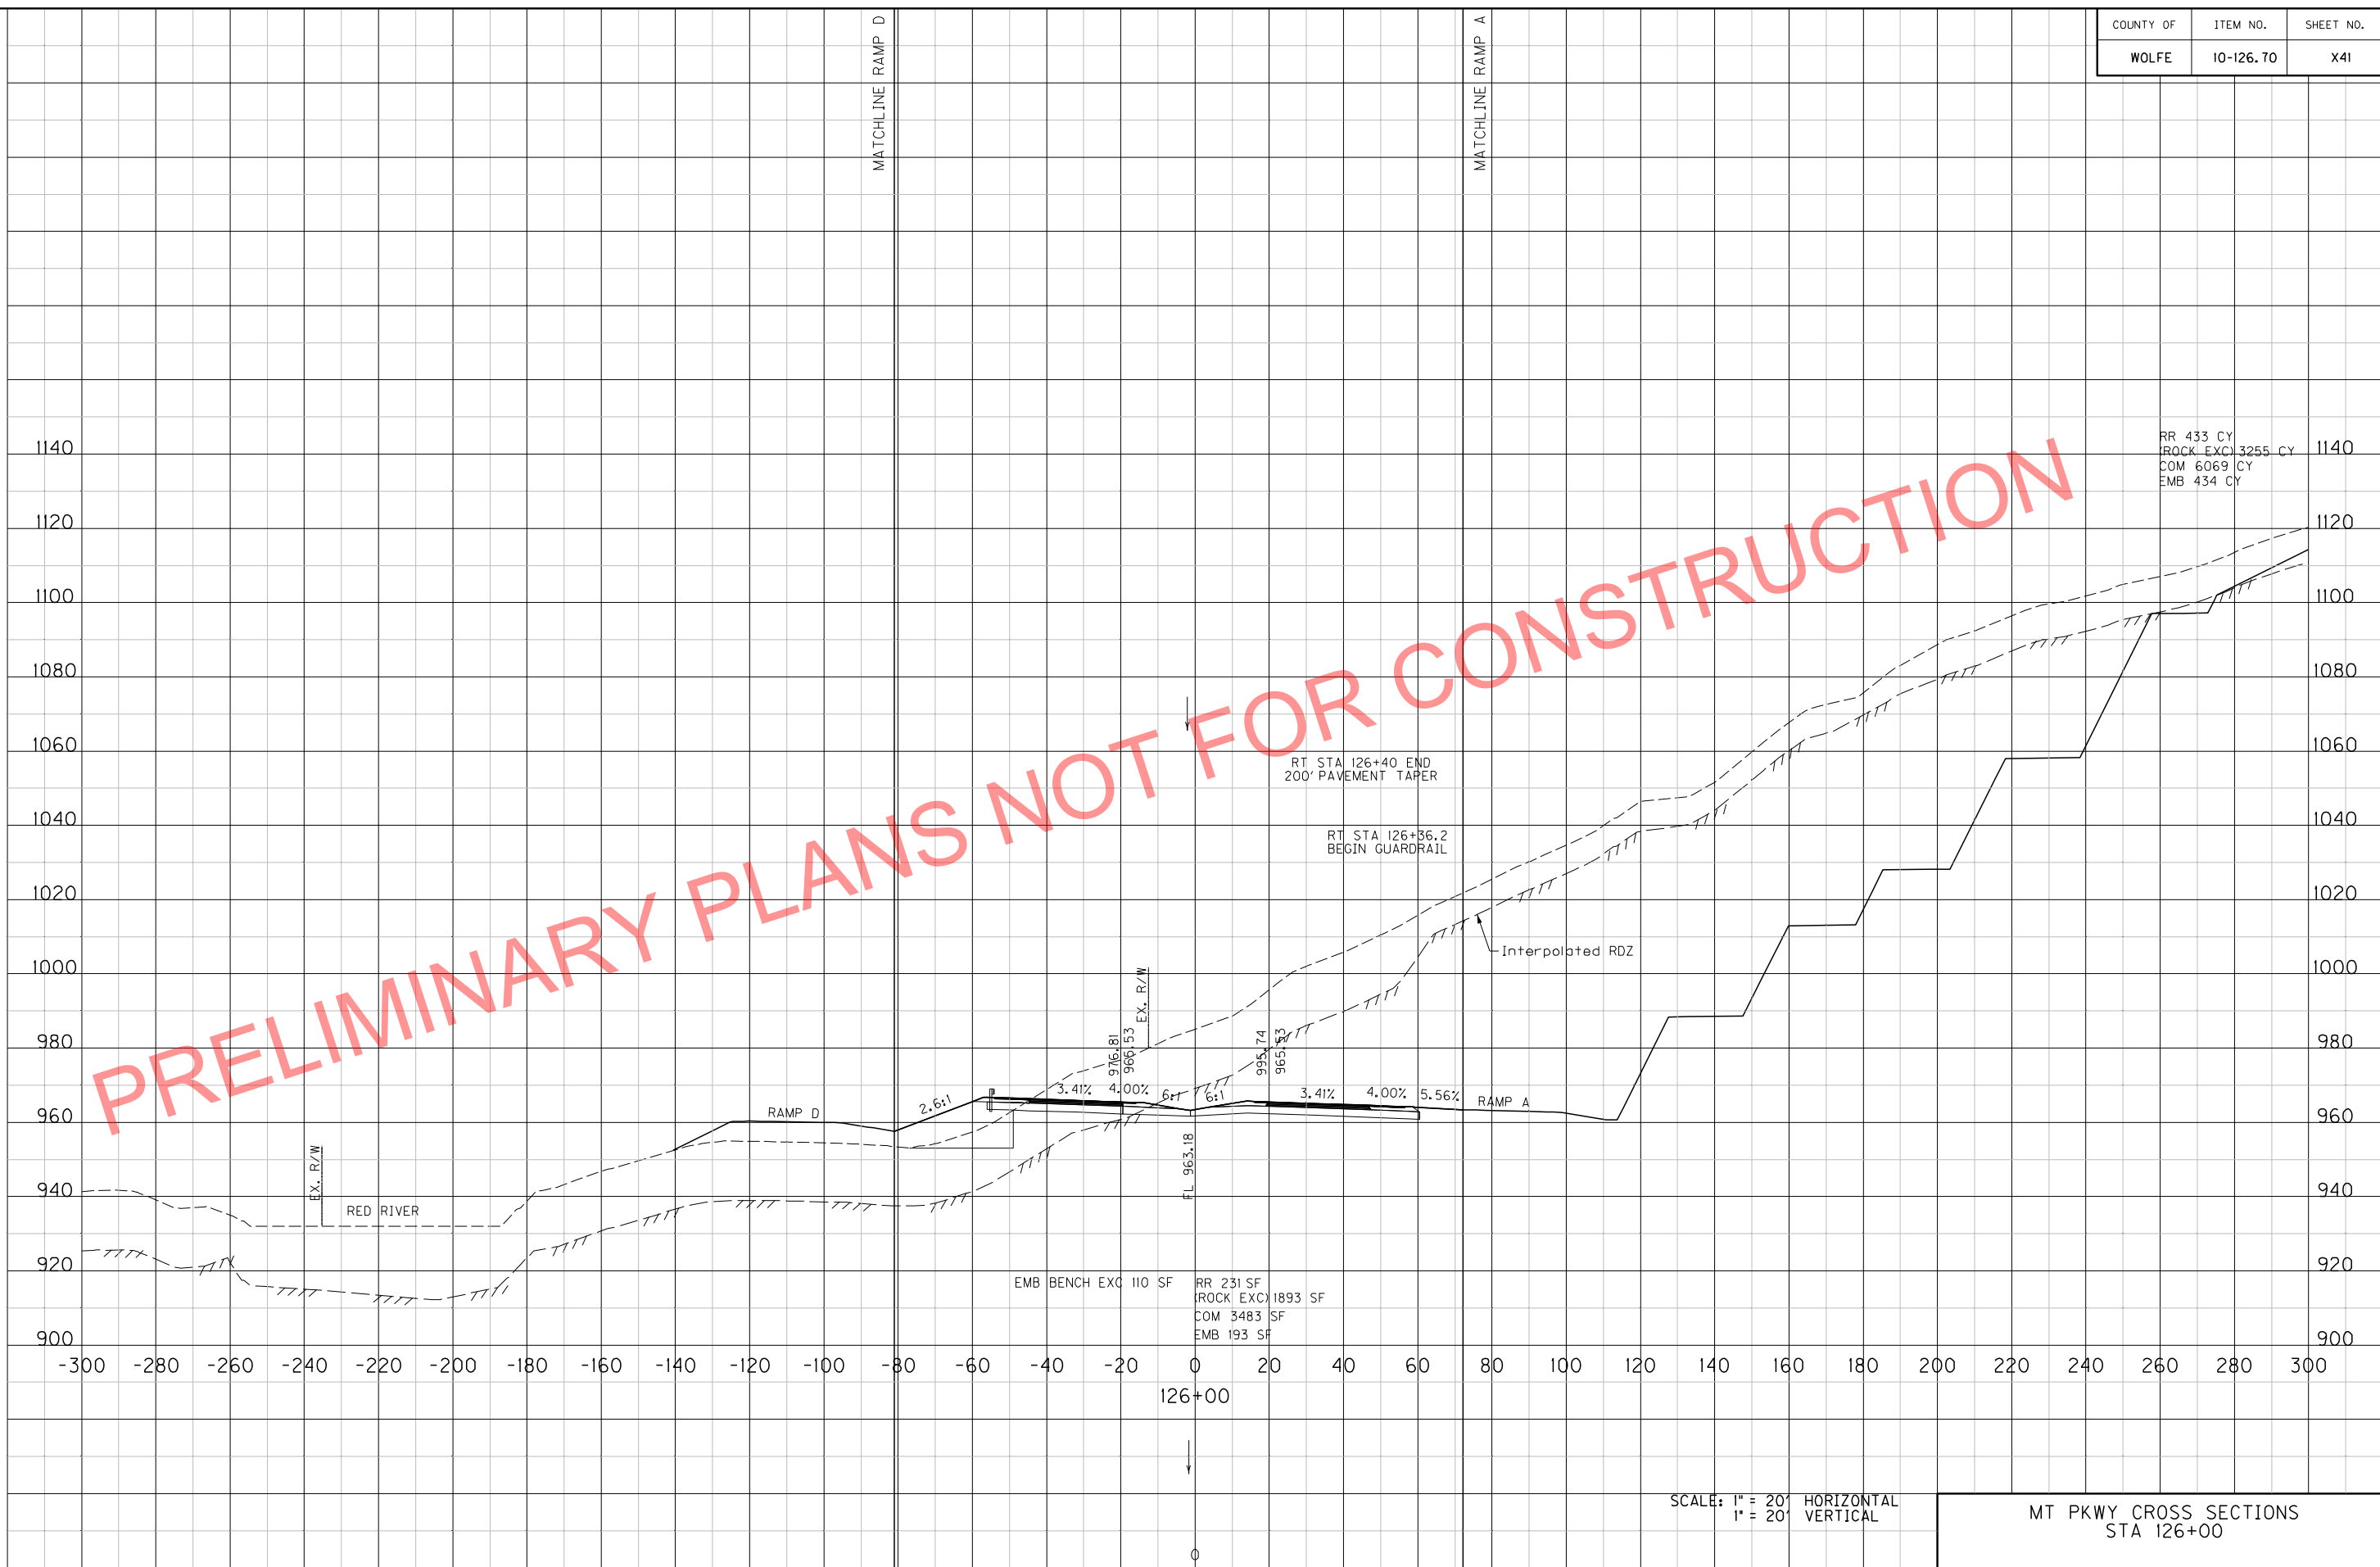 MATCHLINE RAMP D
MATCHLINE RAMP A
COUNTY OF ITEM NO. SHEET NO.
WOLFE 10-126.70 X41
RR 433 CY
(ROCK EXC) 3255 CY
COM 6069 CY
EMB 434 CY
1140 1140
1120 1120
1100 1100
1080 1080
1060 1060
1040 1040
1020 1020
1000 1000
980 980
960 960
940 940
920 920
900 900
PRELIMINARY PLANS NOT FOR CONSTRUCTION
RT STA 126+40 END
200' PAVEMENT TAPER
RT STA 126+36.2
BEGIN GUARDRAIL
Interpolated RDZ
EX. R/W
976.81
965.53
995.74
965.53
RAMP D 2.6:1 3.41% 4.00% 6:1 6:1 3.41% 4.00% 5.56% RAMP A
FL 963.18
EX. R/W
RED RIVER
EMB BENCH EXC 110 SF
RR 231 SF
(ROCK EXC) 1893 SF
COM 3483 SF
EMB 193 SF
-300 -280 -260 -240 -220 -200 -180 -160 -140 -120 -100 -80 -60 -40 -20 0 20 40 60 80 100 120 140 160 180 200 220 240 260 280 300
126+00
SCALE: 1" = 20' HORIZONTAL
1" = 20' VERTICAL
MT PKWY CROSS SECTIONS
STA 126+00
0